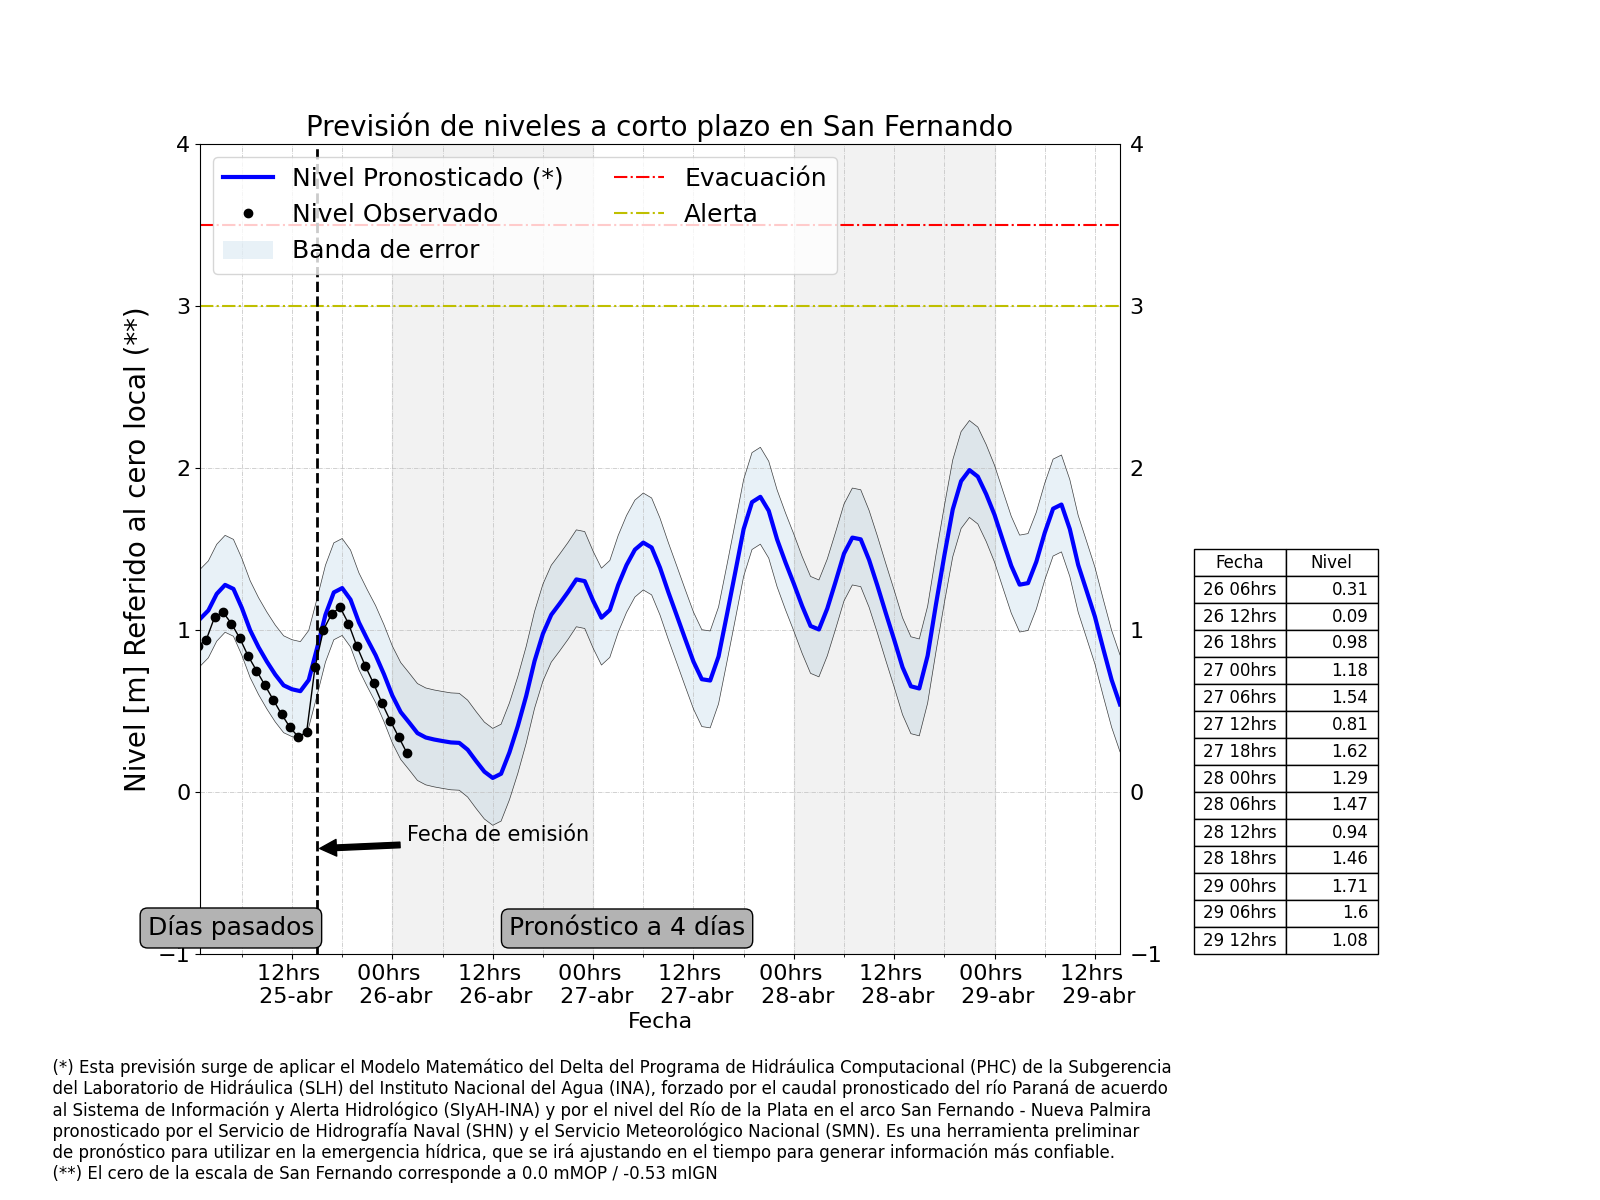 Previsión de niveles a corto plazo en San Fernando
Nivel Pronosticado (*)
Nivel Observado
Banda de error
Evacuación
Alerta
Nivel [m] Referido al cero local (**)
4
3
2
1
0
−1
4
3
2
1
0
−1
Fecha de emisión
Días pasados
Pronóstico a 4 días
12hrs
25-abr
00hrs
26-abr
12hrs
26-abr
00hrs
27-abr
12hrs
27-abr
00hrs
28-abr
12hrs
28-abr
00hrs
29-abr
12hrs
29-abr
Fecha
Fecha Nivel
26 06hrs 0.31
26 12hrs 0.09
26 18hrs 0.98
27 00hrs 1.18
27 06hrs 1.54
27 12hrs 0.81
27 18hrs 1.62
28 00hrs 1.29
28 06hrs 1.47
28 12hrs 0.94
28 18hrs 1.46
29 00hrs 1.71
29 06hrs 1.6
29 12hrs 1.08
(*) Esta previsión surge de aplicar el Modelo Matemático del Delta del Programa de Hidráulica Computacional (PHC) de la Subgerencia
del Laboratorio de Hidráulica (SLH) del Instituto Nacional del Agua (INA), forzado por el caudal pronosticado del río Paraná de acuerdo
al Sistema de Información y Alerta Hidrológico (SIyAH-INA) y por el nivel del Río de la Plata en el arco San Fernando - Nueva Palmira
pronosticado por el Servicio de Hidrografía Naval (SHN) y el Servicio Meteorológico Nacional (SMN). Es una herramienta preliminar
de pronóstico para utilizar en la emergencia hídrica, que se irá ajustando en el tiempo para generar información más confiable.
(**) El cero de la escala de San Fernando corresponde a 0.0 mMOP / -0.53 mIGN